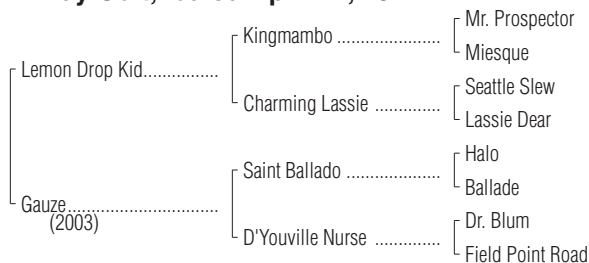 Mr. Prospector
Kingmambo ....................
Miesque
Lemon Drop Kid................
Seattle Slew
Charming Lassie ..............
Lassie Dear
Halo
Saint Ballado ....................
Ballade
Gauze................................
(2003)
Dr. Blum
D'Youville Nurse ..............
Field Point Road